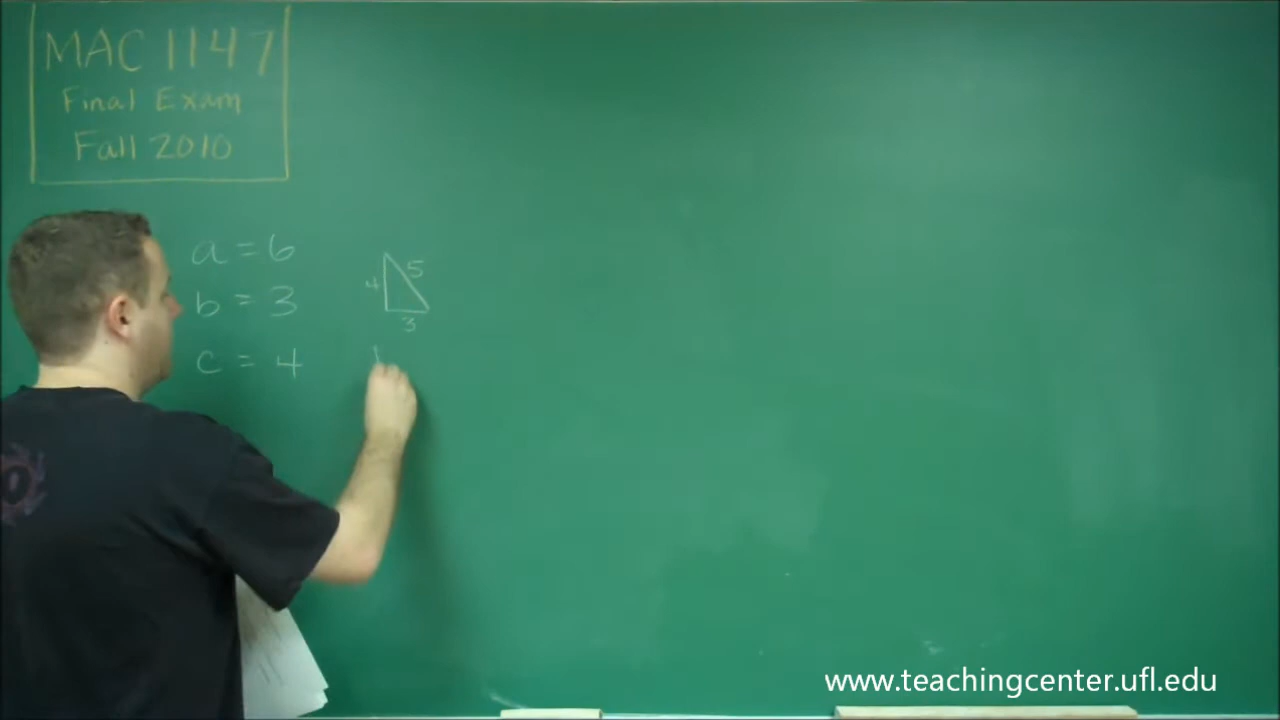 MAC 1147
Final Exam
Fall 2010
a = 6
b = 3
c = 4
5
4
3
www.teachingcenter.ufl.edu